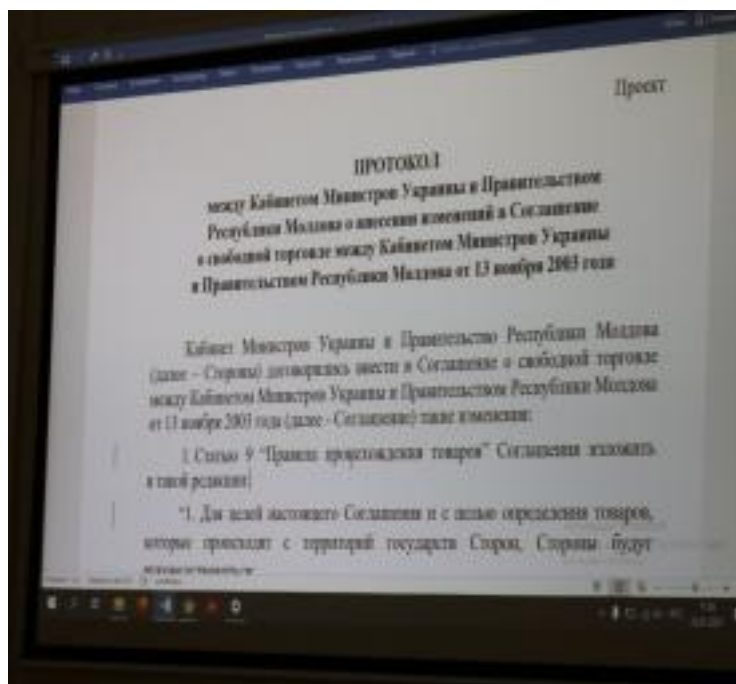 Проект
ПРОТОКОЛ
между Кабинетом Министров Украины и Правительством
Республики Молдова о внесении изменений в Соглашение
о свободной торговле между Кабинетом Министров Украины
и Правительством Республики Молдова от 13 ноября 2003 года
Кабинет Министров Украины и Правительство Республики Молдова
(далее – Стороны) договорились внести в Соглашение о свободной торговле
между Кабинетом Министров Украины и Правительством Республики Молдова
от 13 ноября 2003 года (далее - Соглашение) такие изменения:
1. Статью 9 “Правила происхождения товаров” Соглашения изложить
в такой редакции:
“1. Для целей настоящего Соглашения и с целью определения товаров,
которые происходят с территорий государств Сторон, Стороны будут